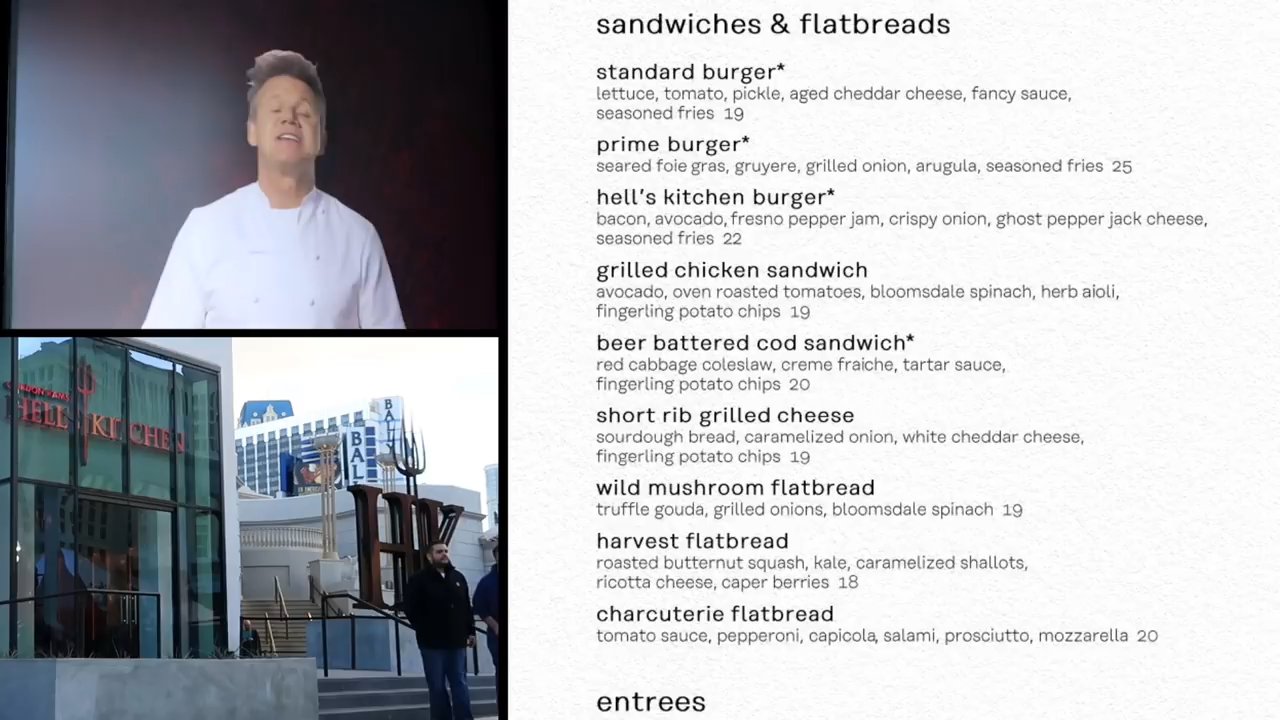 GORDON RAMSAY
HELL'S KITCHEN
BALLY
BAL
HK
sandwiches & flatbreads
standard burger*
lettuce, tomato, pickle, aged cheddar cheese, fancy sauce,
seasoned fries 19
prime burger*
seared foie gras, gruyere, grilled onion, arugula, seasoned fries 25
hell's kitchen burger*
bacon, avocado, fresno pepper jam, crispy onion, ghost pepper jack cheese,
seasoned fries 22
grilled chicken sandwich
avocado, oven roasted tomatoes, bloomsdale spinach, herb aioli,
fingerling potato chips 19
beer battered cod sandwich*
red cabbage coleslaw, creme fraiche, tartar sauce,
fingerling potato chips 20
short rib grilled cheese
sourdough bread, caramelized onion, white cheddar cheese,
fingerling potato chips 19
wild mushroom flatbread
truffle gouda, grilled onions, bloomsdale spinach 19
harvest flatbread
roasted butternut squash, kale, caramelized shallots,
ricotta cheese, caper berries 18
charcuterie flatbread
tomato sauce, pepperoni, capicola, salami, prosciutto, mozzarella 20
entrees